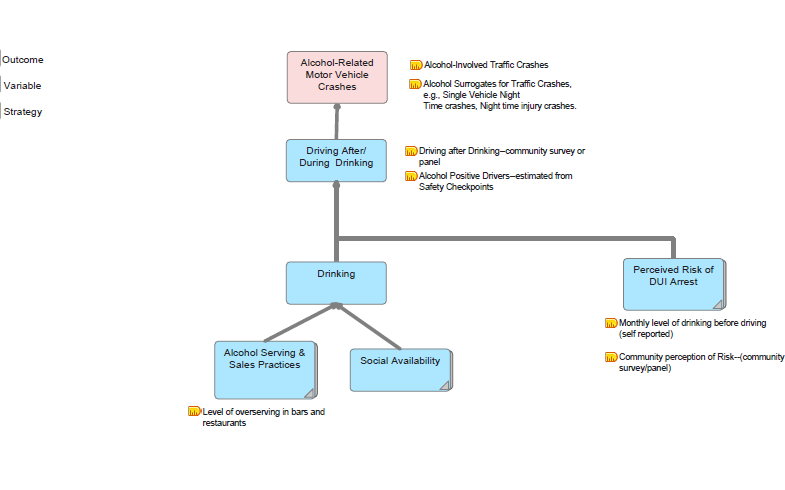 Outcome
Variable
Strategy
Alcohol-Related
Motor Vehicle
Crashes
Alcohol-Involved Traffic Crashes
Alcohol Surrogates for Traffic Crashes,
e.g., Single Vehicle Night
Time crashes, Night time injury crashes.
Driving After/
During Drinking
Driving after Drinking--community survey or
panel
Alcohol Positive Drivers--estimated from
Safety Checkpoints
Drinking
Perceived Risk of
DUI Arrest
Monthly level of drinking before driving
(self reported)
Community perception of Risk--(community
survey/panel)
Alcohol Serving &
Sales Practices
Social Availability
Level of overserving in bars and
restaurants